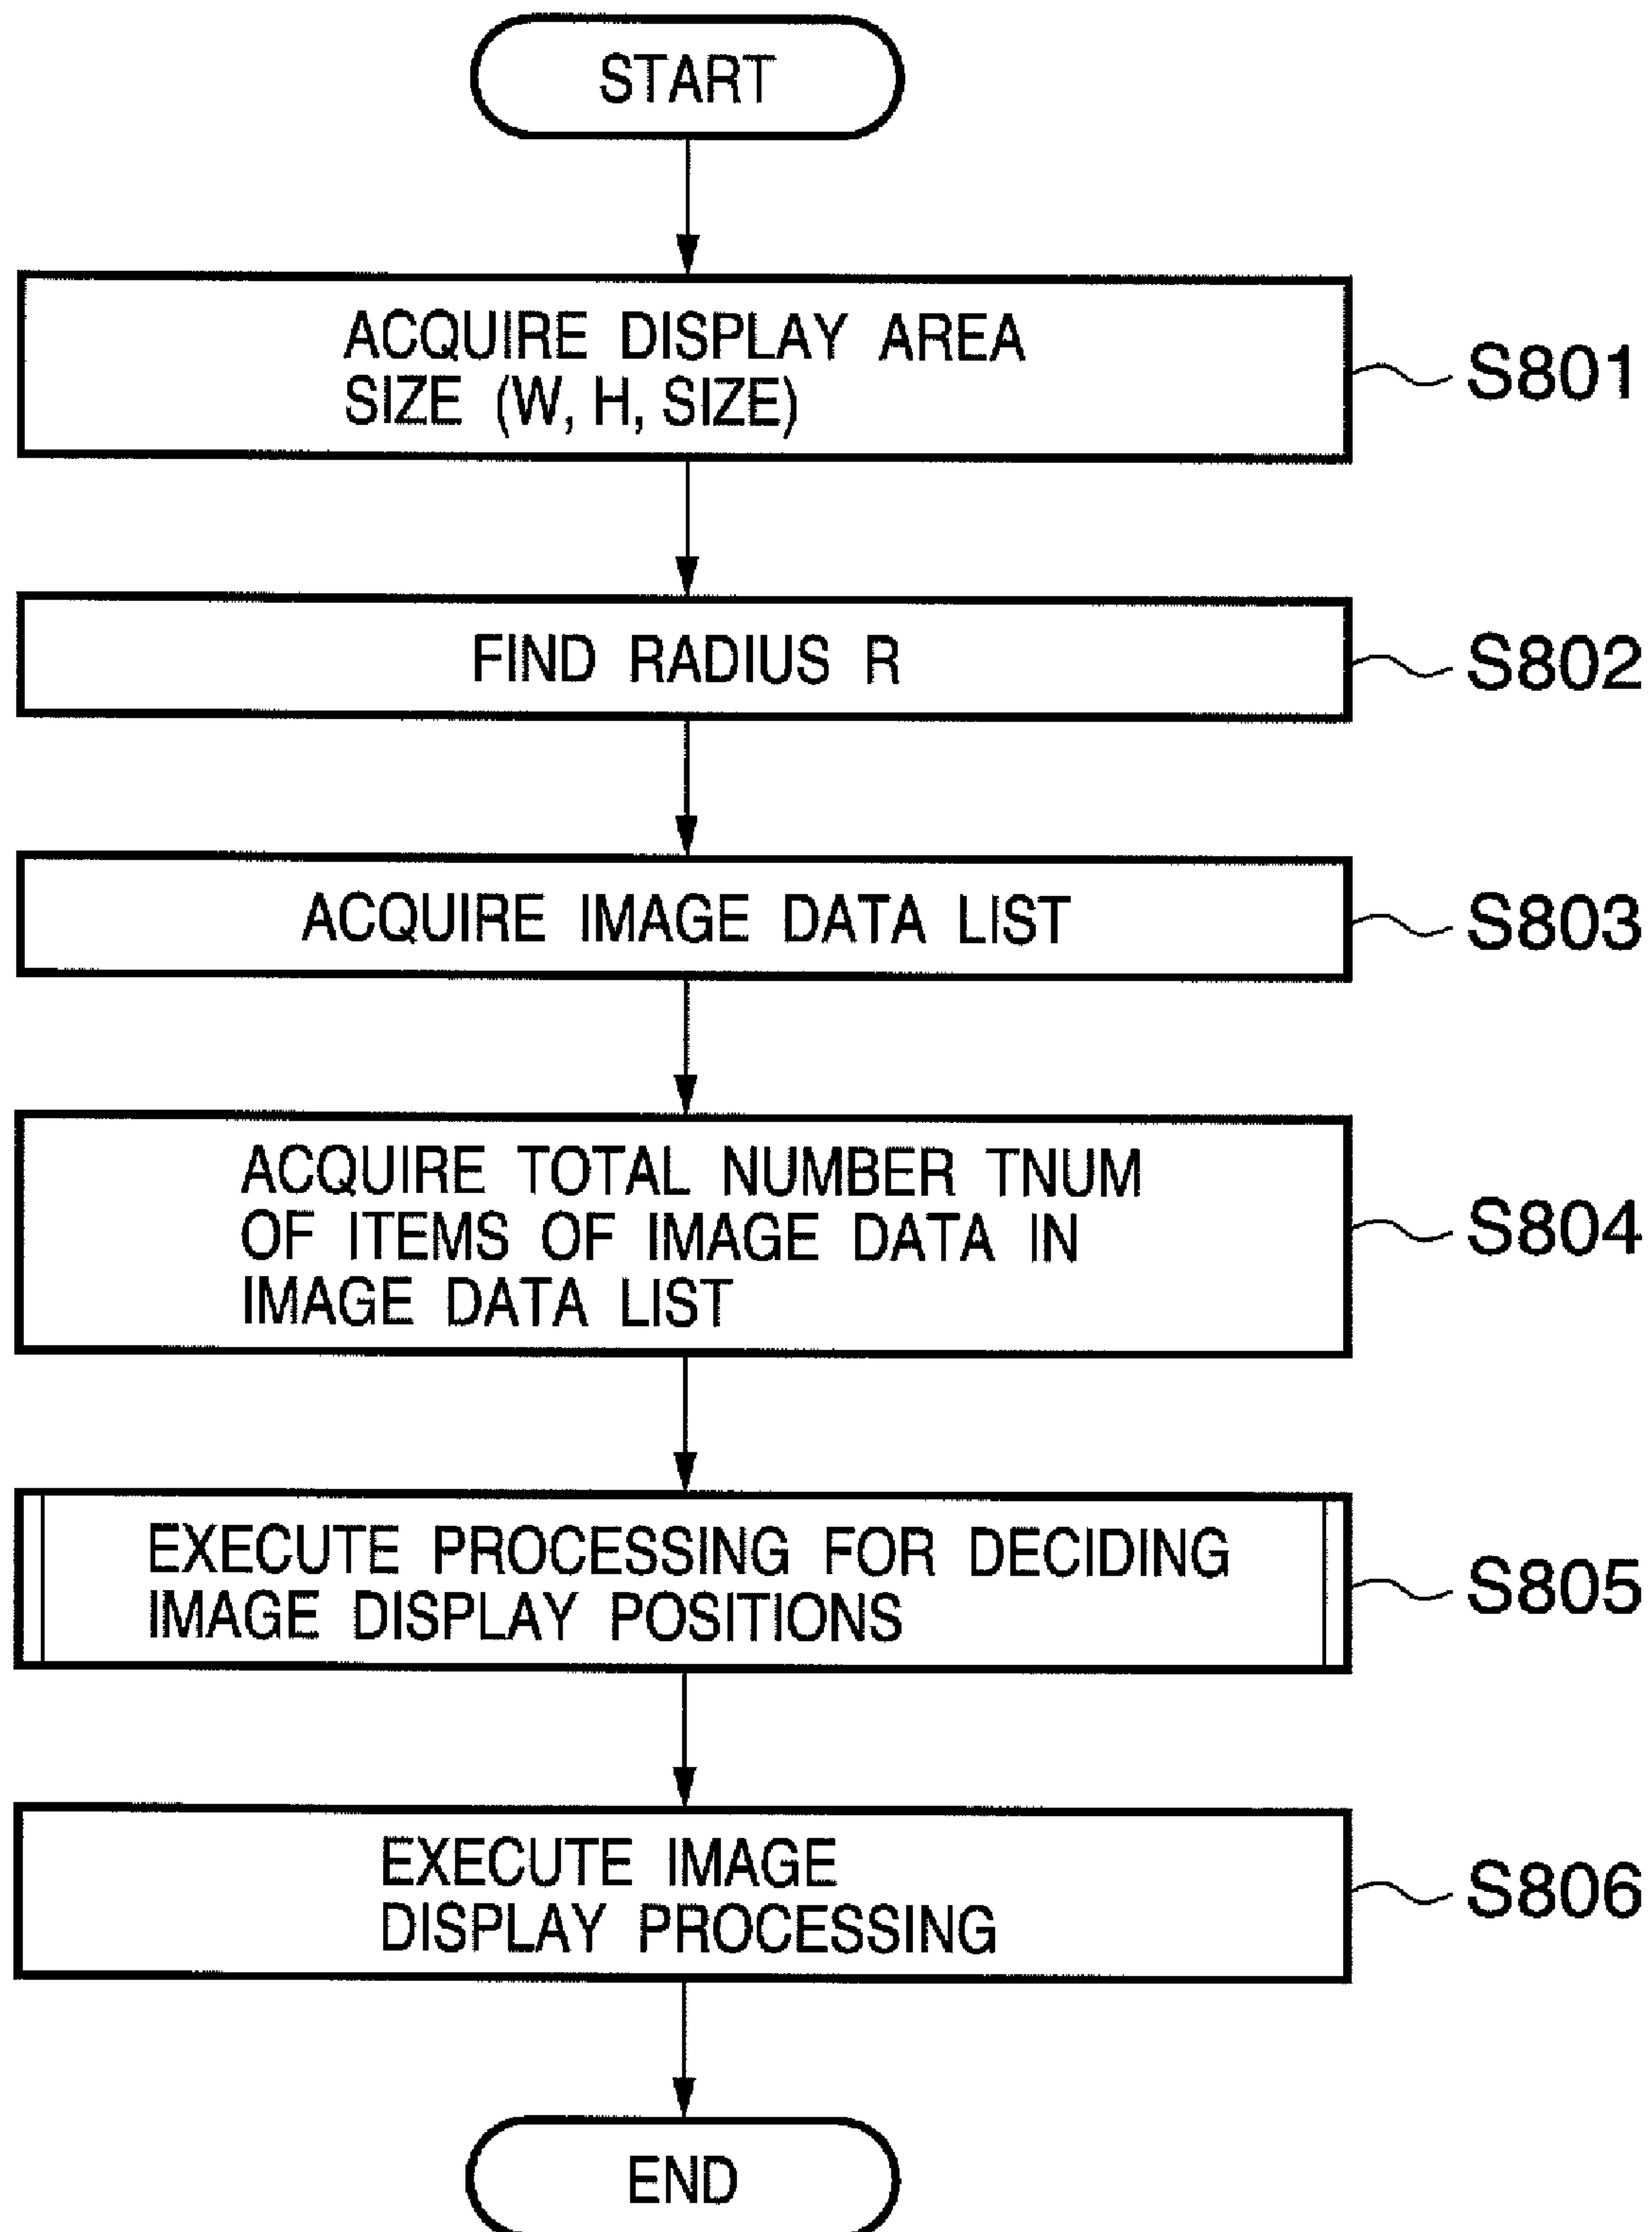 START
ACQUIRE DISPLAY AREA
SIZE (W, H, SIZE)
S801
FIND RADIUS R
S802
ACQUIRE IMAGE DATA LIST
S803
ACQUIRE TOTAL NUMBER TNUM
OF ITEMS OF IMAGE DATA IN
IMAGE DATA LIST
S804
EXECUTE PROCESSING FOR DECIDING
IMAGE DISPLAY POSITIONS
S805
EXECUTE IMAGE
DISPLAY PROCESSING
S806
END